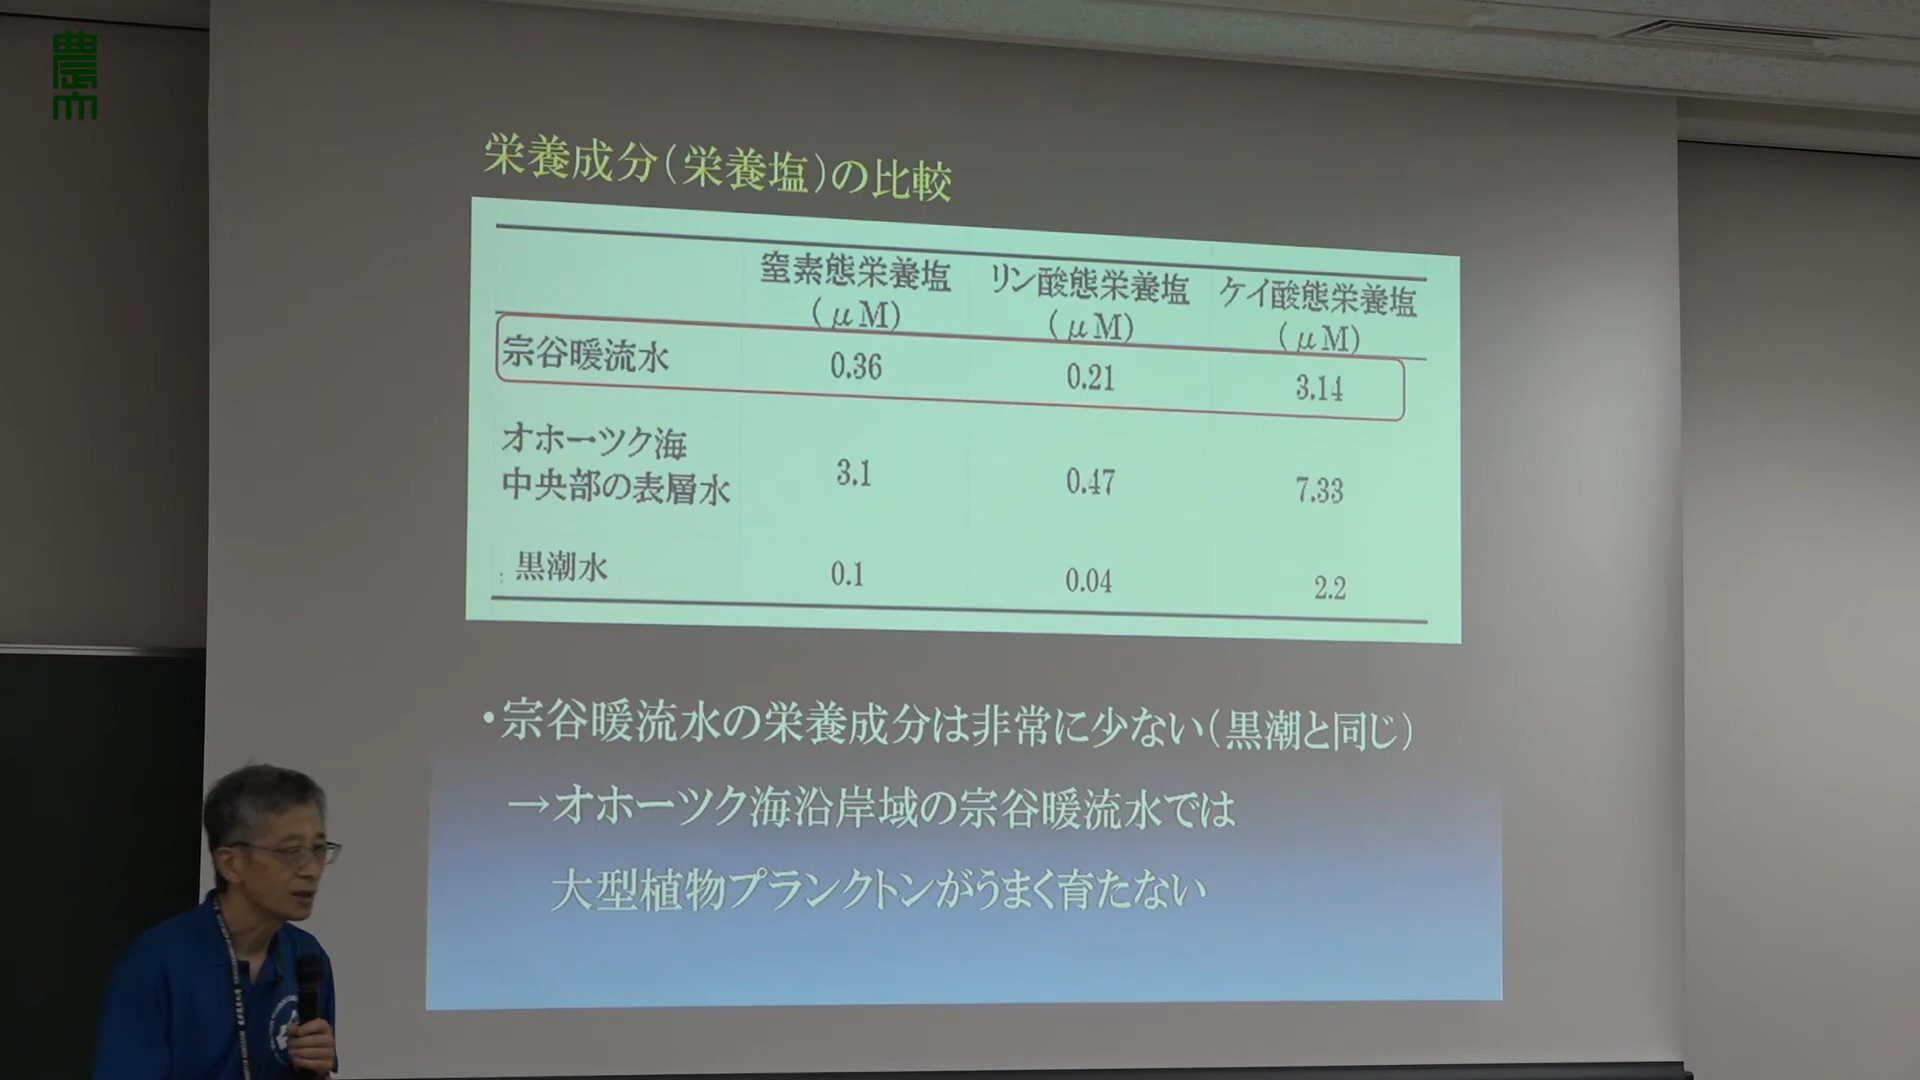 農大
栄養成分(栄養塩)の比較
窒素態栄養塩 リン酸態栄養塩 ケイ酸態栄養塩
(μM) (μM) (μM)
宗谷暖流水 0.36 0.21 3.14
オホーツク海
中央部の表層水 3.1 0.47 7.33
黒潮水 0.1 0.04 2.2
・宗谷暖流水の栄養成分は非常に少ない(黒潮と同じ)
→オホーツク海沿岸域の宗谷暖流水では
大型植物プランクトンがうまく育たない